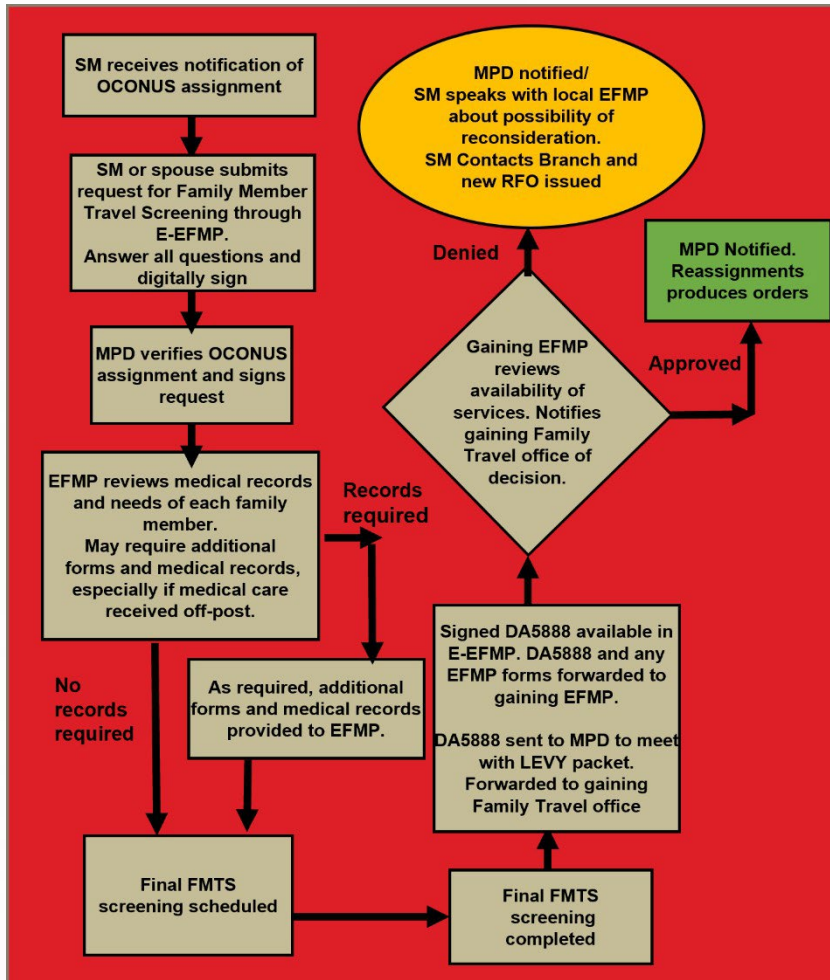 SM receives notification of
OCONUS assignment
SM or spouse submits
request for Family Member
Travel Screening through
E-EFMP.
Answer all questions and
digitally sign
MPD verifies OCONUS
assignment and signs
request
EFMP reviews medical records
and needs of each family
member.
May require additional
forms and medical records,
especially if medical care
received off-post.
Records
required
No
records
required
As required, additional
forms and medical records
provided to EFMP.
Final FMTS
screening scheduled
Final FMTS
screening
completed
Signed DA5888 available in
E-EFMP. DA5888 and any
EFMP forms forwarded to
gaining EFMP.
DA5888 sent to MPD to meet
with LEVY packet.
Forwarded to gaining
Family Travel office
Gaining EFMP
reviews
availability of
services. Notifies
gaining Family
Travel office of
decision.
Denied
MPD notified/
SM speaks with local EFMP
about possibility of
reconsideration.
SM Contacts Branch and
new RFO issued
Approved
MPD Notified.
Reassignments
produces orders